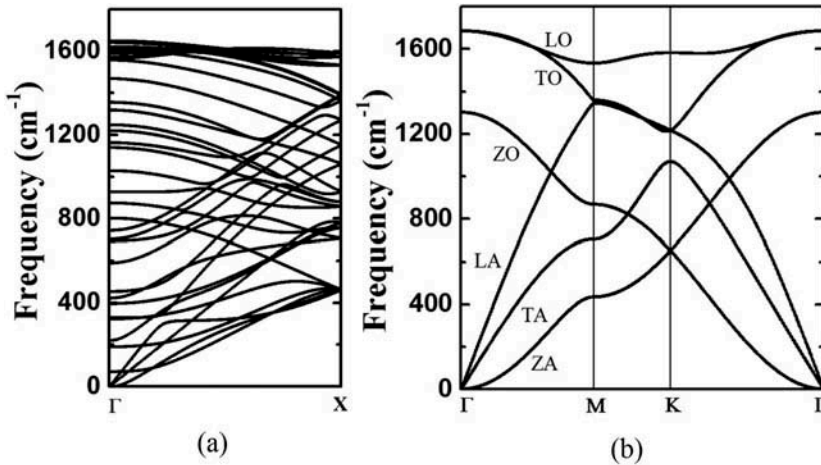 Frequency (cm⁻¹)
1600
1200
800
400
0
Γ
X
(a)
Frequency (cm⁻¹)
1600
1200
800
400
0
LO
TO
ZO
LA
TA
ZA
Γ
M
K
(b)